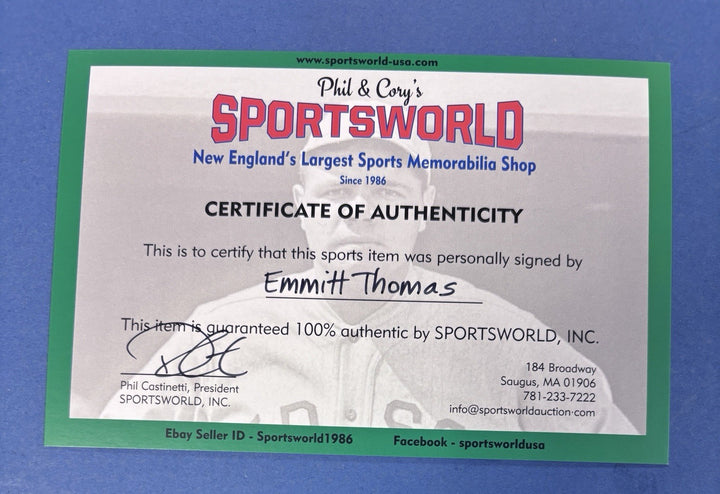 www.sportsworld-usa.com
Phil & Cory's
SPORTSWORLD
New England's Largest Sports Memorabilia Shop
Since 1986
CERTIFICATE OF AUTHENTICITY
This is to certify that this sports item was personally signed by
Emmitt Thomas
This item is guaranteed 100% authentic by SPORTSWORLD, INC.
Phil Castinetti, President
SPORTSWORLD, INC.
184 Broadway
Saugus, MA 01906
781-233-7222
info@sportsworldauction.com
Ebay Seller ID - Sportsworld1986
Facebook - sportsworldusa